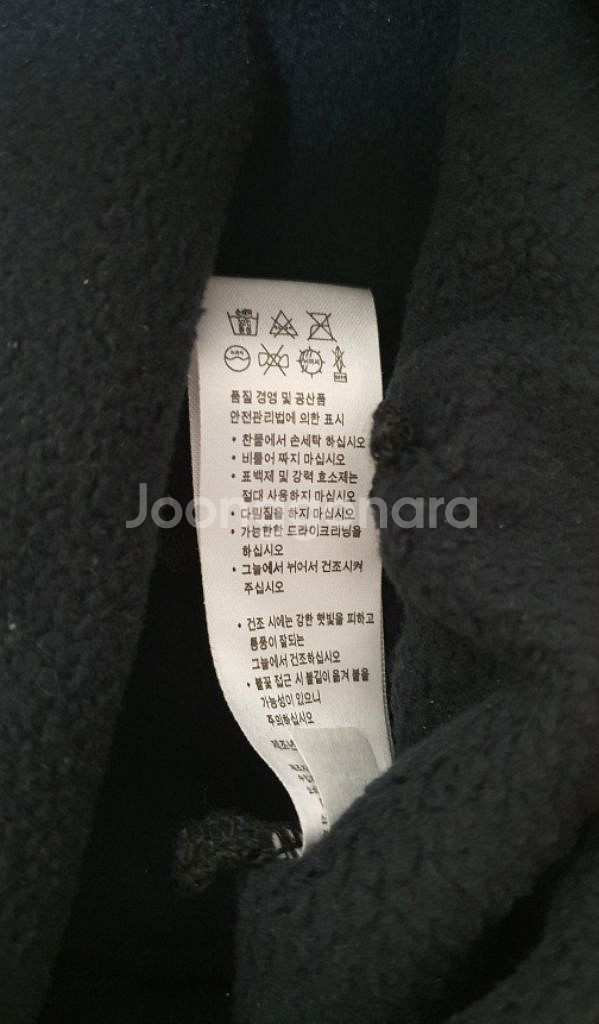 품질 경영 및 공산품
안전관리법에 의한 표시
• 찬물에서 손세탁 하십시오
• 비틀어 짜지 마십시오
• 표백제 및 강력 효소제는
절대 사용하지 마십시오
• 다림질을 하지 마십시오
• 가능한한 드라이크리닝을
하십시오
• 그늘에서 뉘어서 건조시켜
주십시오
• 건조 시에는 강한 햇빛을 피하고
통풍이 잘되는
그늘에서 건조하십시오
• 불꽃 접근 시 불길이 옮겨 붙을
가능성이 있으니
주의하십시오
제조년
Joonggonara